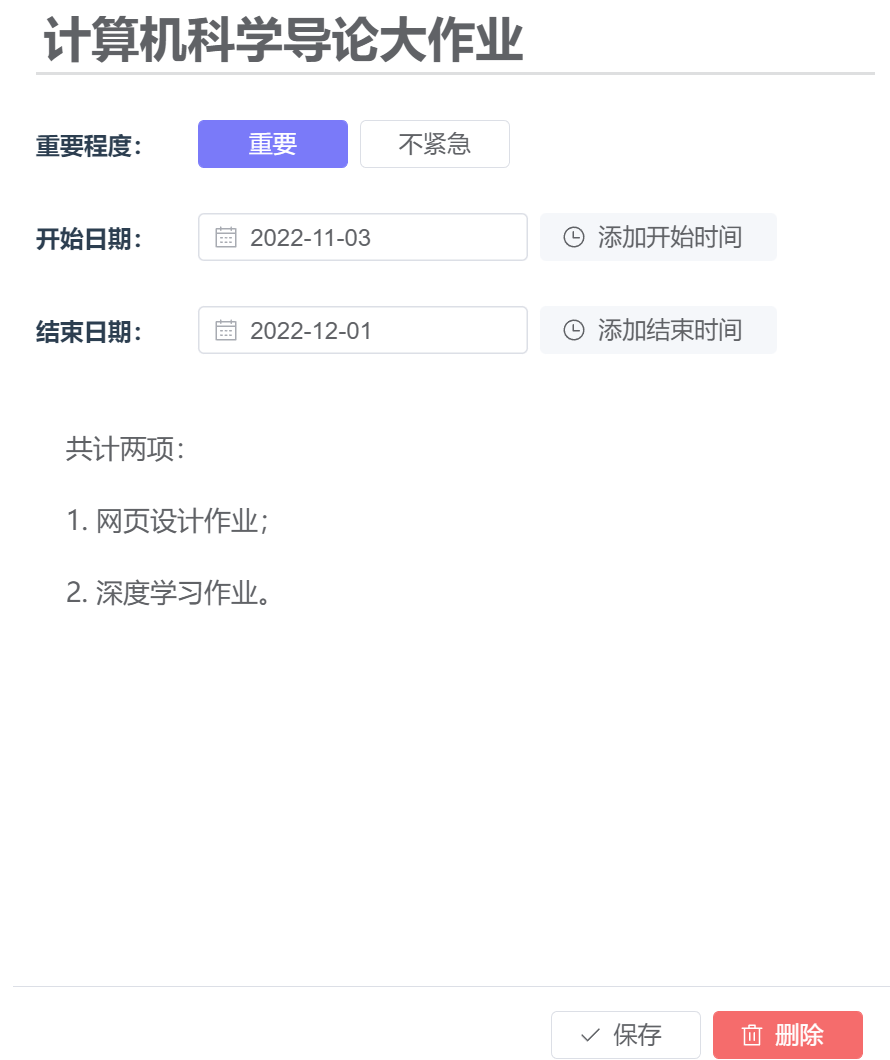 计算机科学导论大作业
重要程度： 重要 不紧急
开始日期： 2022-11-03 添加开始时间
结束日期： 2022-12-01 添加结束时间
共计两项：
1. 网页设计作业；
2. 深度学习作业。
保存 删除